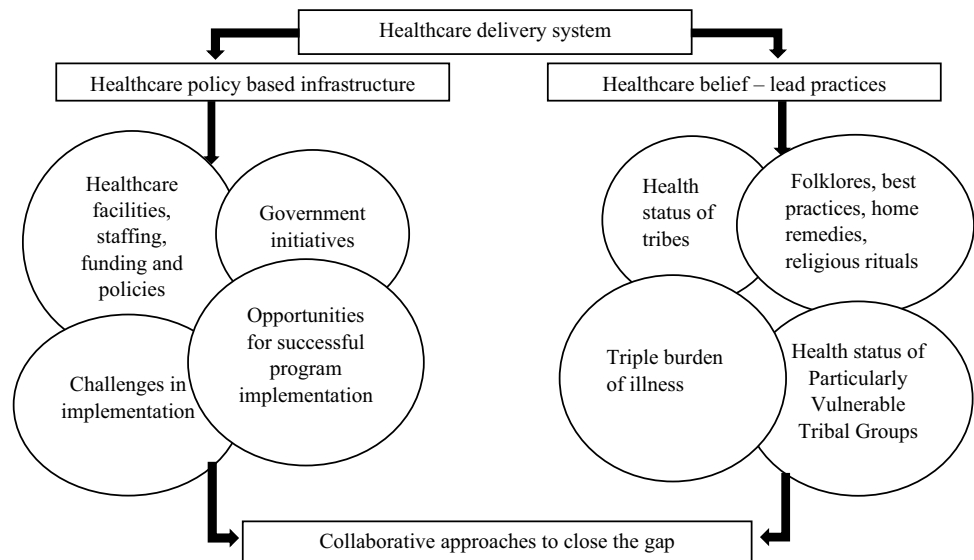 Healthcare delivery system
Healthcare policy based infrastructure
Healthcare belief – lead practices
Healthcare
facilities,
staffing,
funding and
policies
Government
initiatives
Challenges in
implementation
Opportunities
for successful
program
implementation
Health
status of
tribes
Folklores, best
practices, home
remedies,
religious rituals
Triple burden
of illness
Health status of
Particularly
Vulnerable
Tribal Groups
Collaborative approaches to close the gap